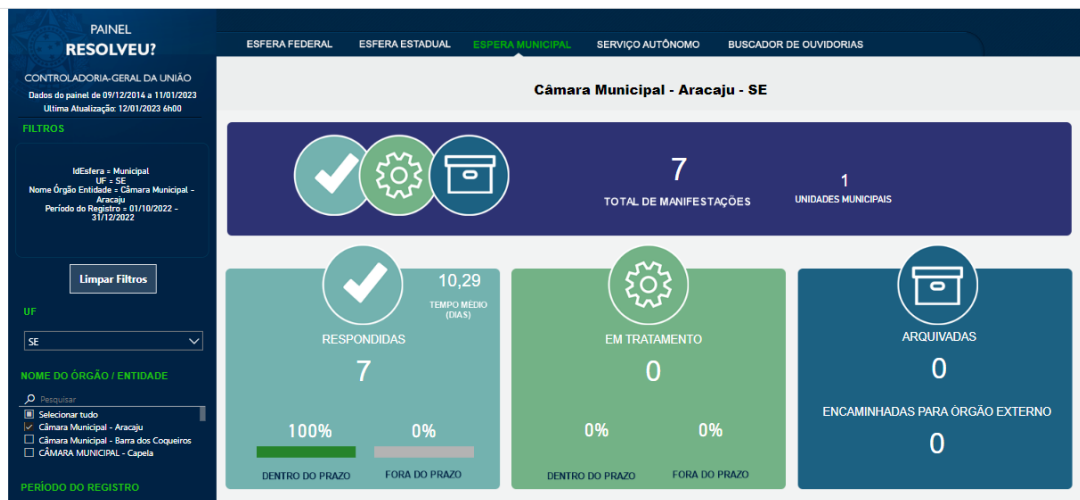 PAINEL
RESOLVEU?
CONTROLADORIA-GERAL DA UNIÃO
Dados do painel de 09/12/2014 a 11/01/2023
Ultima Atualização: 12/01/2023 6h00
FILTROS
IdEsfera = Municipal
UF = SE
Nome Órgão Entidade = Câmara Municipal -
Aracaju
Período do Registro = 01/10/2022 -
31/12/2022
Limpar Filtros
UF
SE
NOME DO ÓRGÃO / ENTIDADE
Pesquisar
Selecionar tudo
Câmara Municipal - Aracaju
Câmara Municipal - Barra dos Coqueiros
CÂMARA MUNICIPAL - Capela
PERÍODO DO REGISTRO
ESFERA FEDERAL ESFERA ESTADUAL ESPERA MUNICIPAL SERVIÇO AUTÔNOMO BUSCADOR DE OUVIDORIAS
Câmara Municipal - Aracaju - SE
7
TOTAL DE MANIFESTAÇÕES
1
UNIDADES MUNICIPAIS
10,29
TEMPO MÉDIO
(DIAS)
RESPONDIDAS
7
100% 0%
DENTRO DO PRAZO FORA DO PRAZO
EM TRATAMENTO
0
0% 0%
DENTRO DO PRAZO FORA DO PRAZO
ARQUIVADAS
0
ENCAMINHADAS PARA ÓRGÃO EXTERNO
0